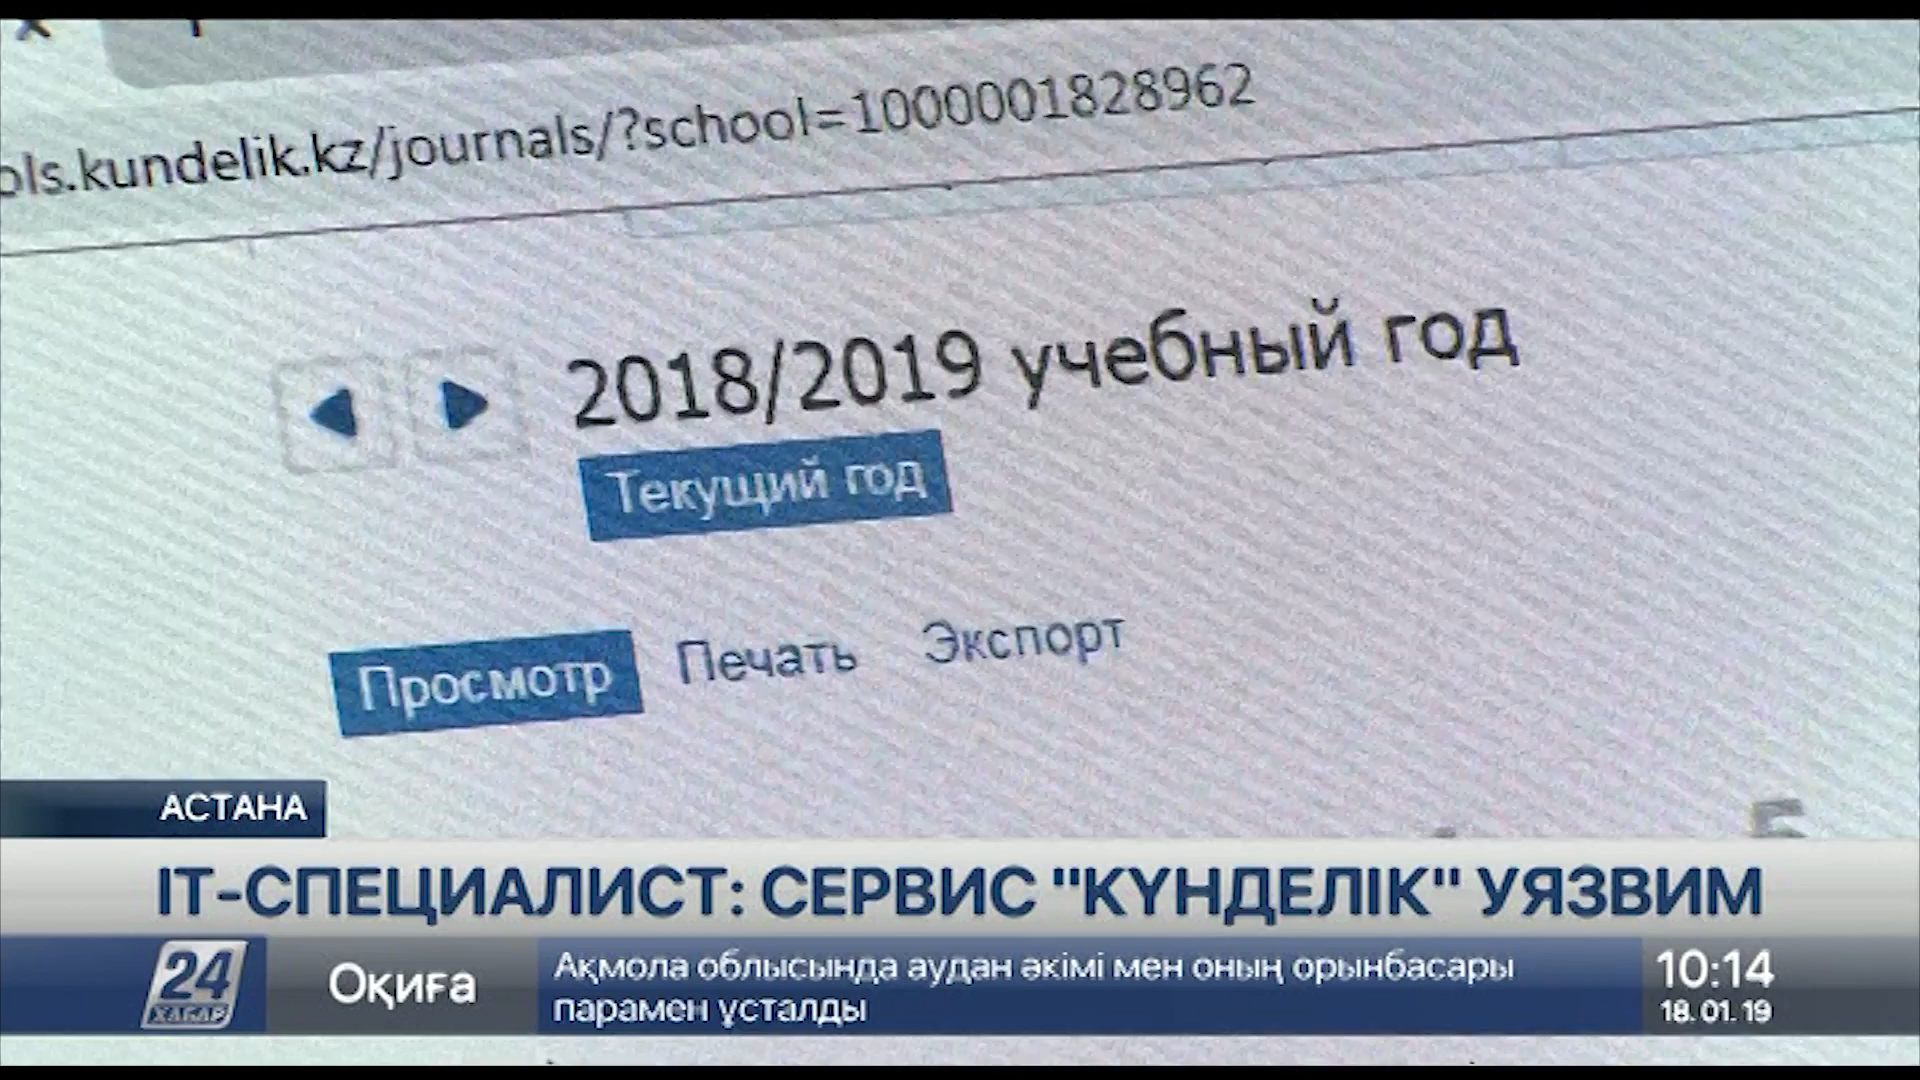 ols.kundelik.kz/journals/?school=1000001828962
2018/2019 учебный год
Текущий год
Просмотр Печать Экспорт
АСТАНА
ІТ-СПЕЦИАЛИСТ: СЕРВИС "КҮНДЕЛІК" УЯЗВИМ
24
ХАБАР
Оқиға
Ақмола облысында аудан әкімі мен оның орынбасары
парамен ұсталды
10:14
18.01.19